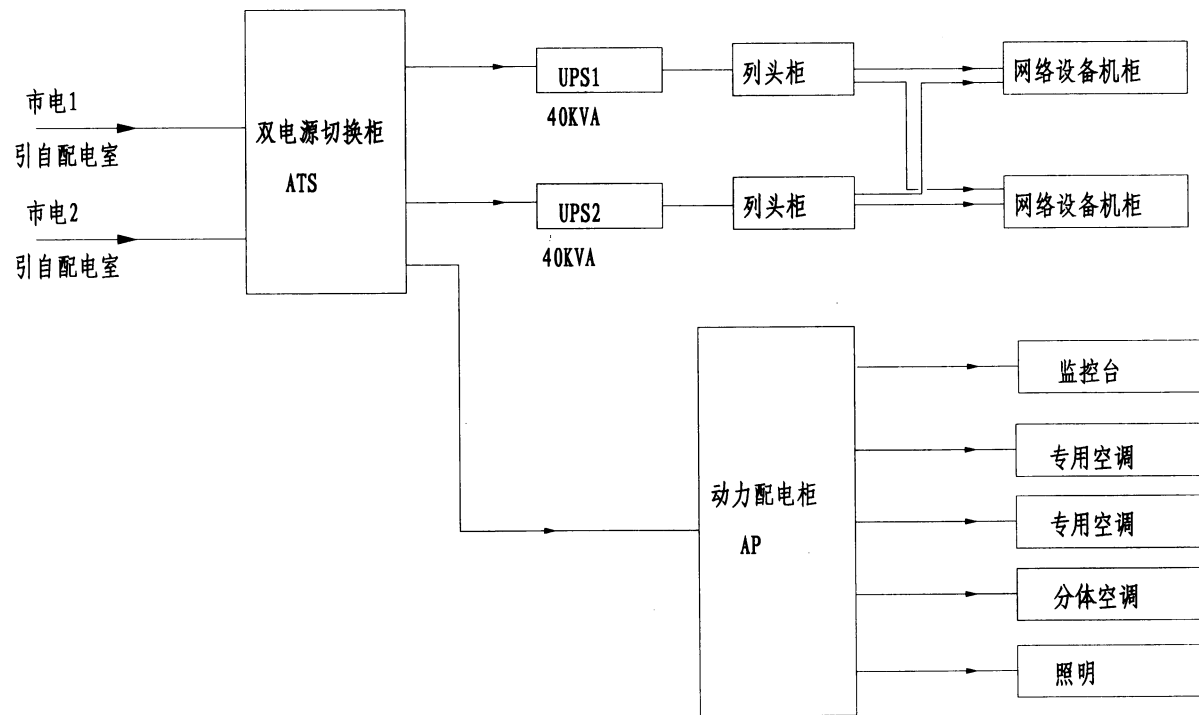 市电1
引自配电室
市电2
引自配电室
双电源切换柜
ATS
UPS1
40KVA
列头柜
网络设备机柜
UPS2
40KVA
列头柜
网络设备机柜
动力配电柜
AP
监控台
专用空调
专用空调
分体空调
照明